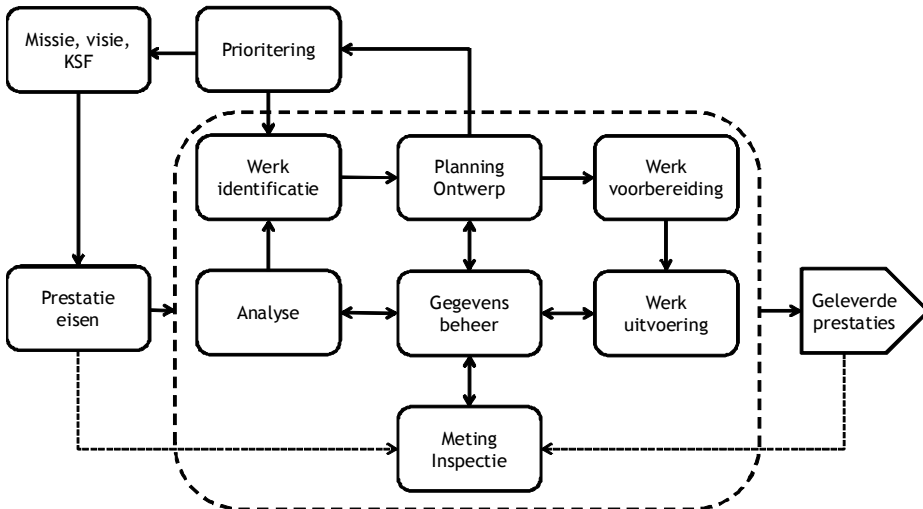 Missie, visie,
KSF
Prioritering
Werk
identificatie
Planning
Ontwerp
Werk
voorbereiding
Prestatie
eisen
Analyse
Gegevens
beheer
Werk
uitvoering
Geleverde
prestaties
Meting
Inspectie